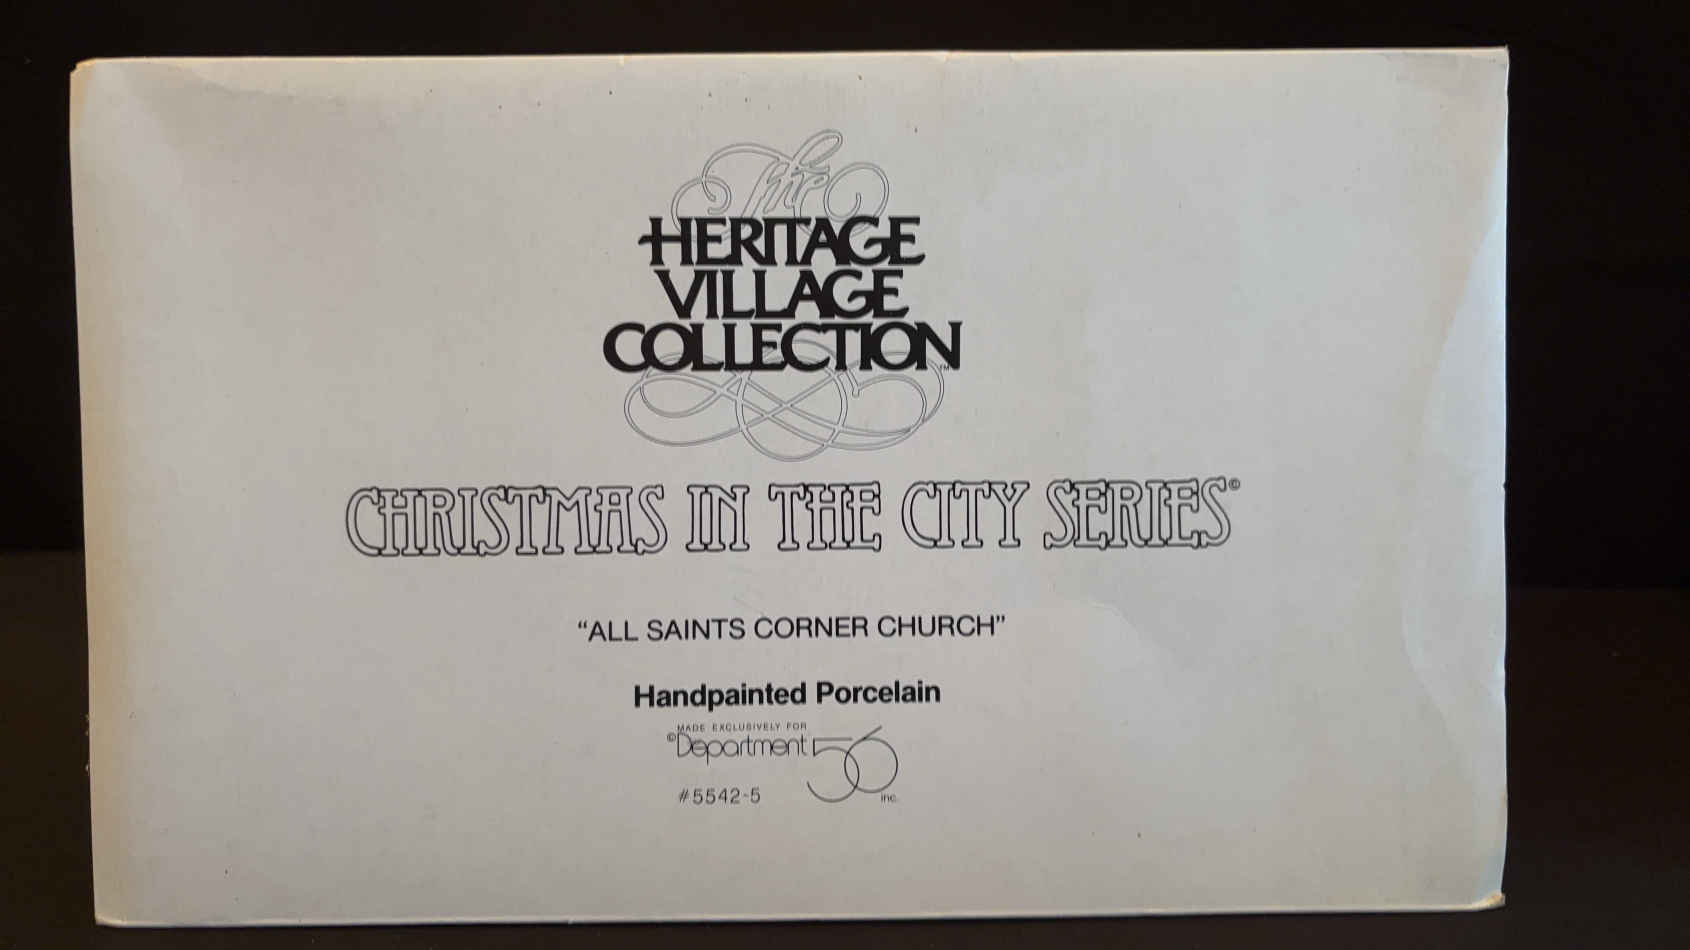 The
HERITAGE
VILLAGE
COLLECTION™
CHRISTMAS IN THE CITY SERIES©
“ALL SAINTS CORNER CHURCH”
Handpainted Porcelain
MADE EXCLUSIVELY FOR
©Department 56 inc.
#5542-5